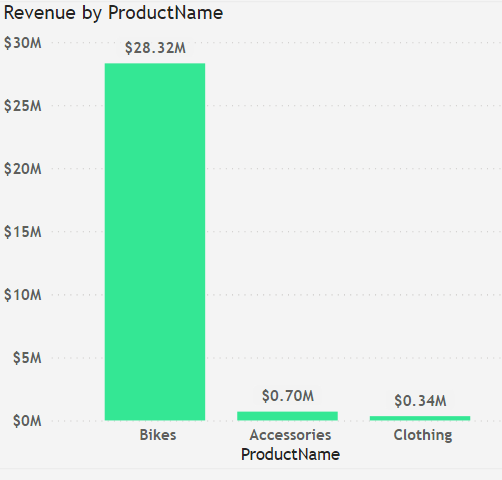 Revenue by ProductName
$30M
$28.32M
$25M
$20M
$15M
$10M
$5M
$0.70M
$0.34M
$0M
Bikes Accessories Clothing
ProductName